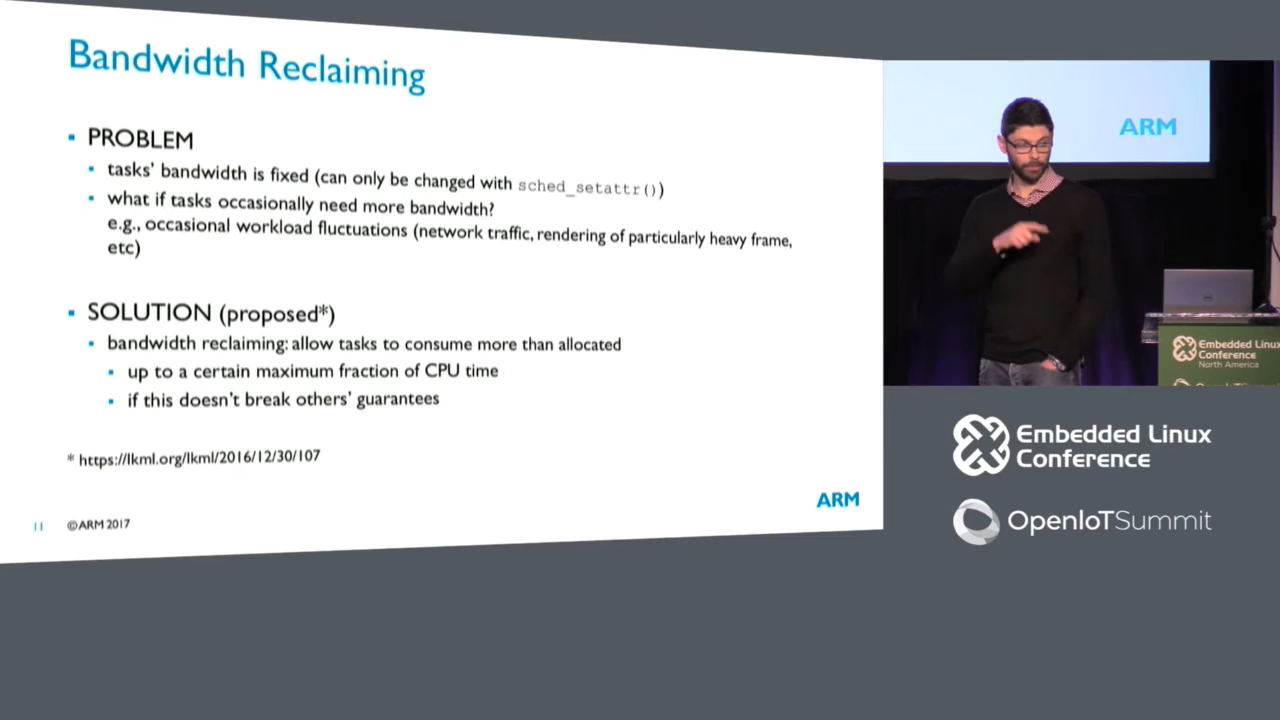 Bandwidth Reclaiming
▪ PROBLEM
▪ tasks' bandwidth is fixed (can only be changed with sched_setattr())
▪ what if tasks occasionally need more bandwidth?
e.g., occasional workload fluctuations (network traffic, rendering of particularly heavy frame,
etc)
▪ SOLUTION (proposed*)
▪ bandwidth reclaiming: allow tasks to consume more than allocated
▪ up to a certain maximum fraction of CPU time
▪ if this doesn't break others' guarantees
* https://lkml.org/lkml/2016/12/30/107
ARM
11 ©ARM 2017
ARM
Embedded Linux
Conference
North America
Embedded Linux
Conference
OpenIoTSummit